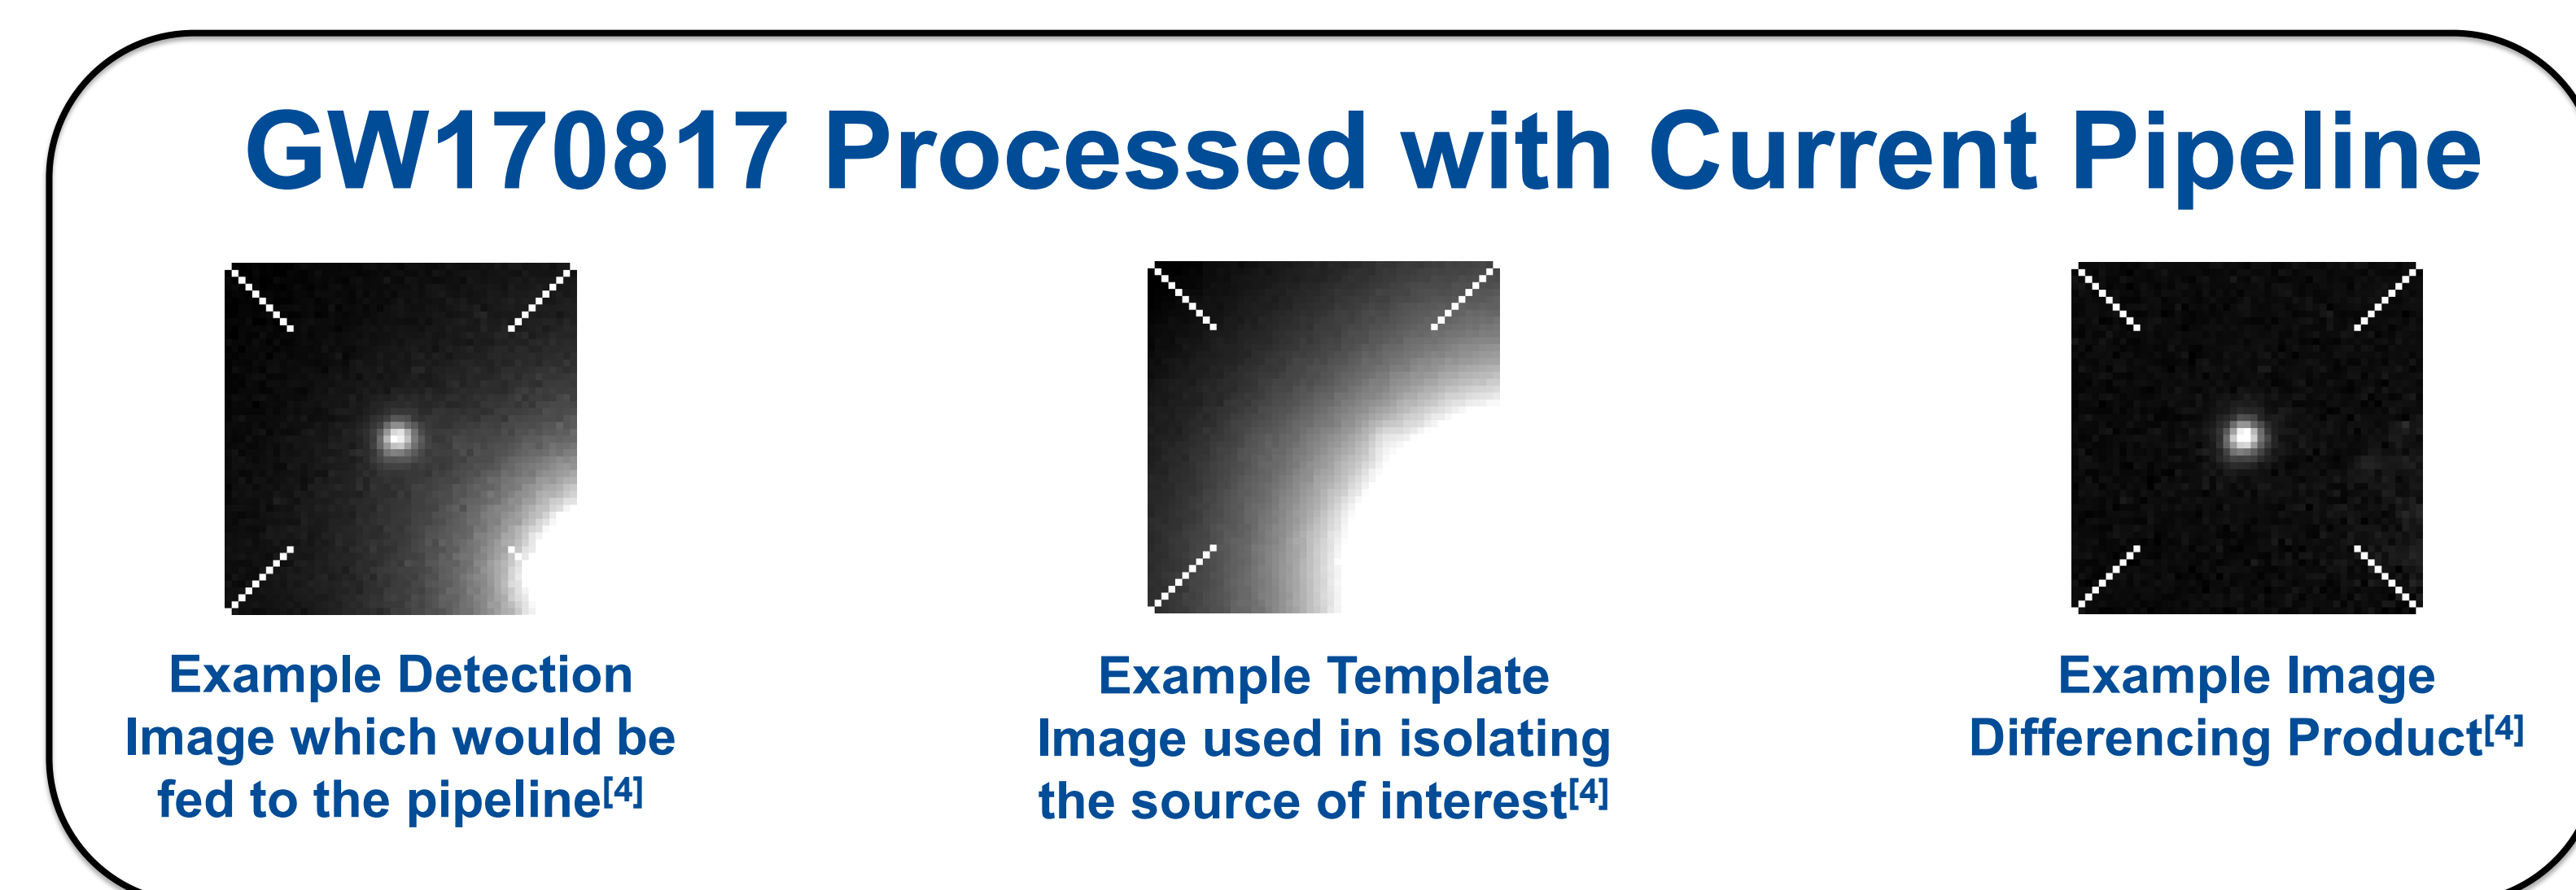 GW170817 Processed with Current Pipeline
Example Detection
Image which would be
fed to the pipeline[4]
Example Template
Image used in isolating
the source of interest[4]
Example Image
Differencing Product[4]